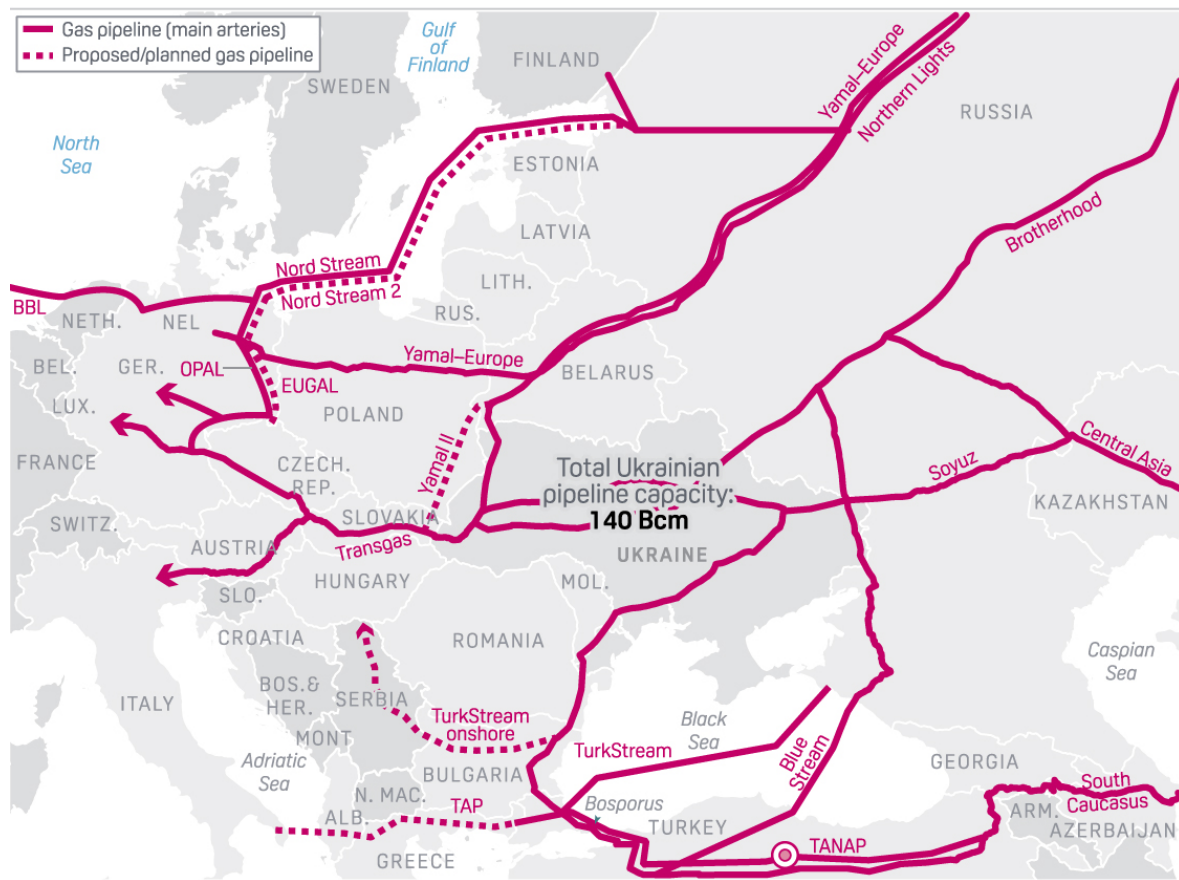 Gas pipeline (main arteries)
Proposed/planned gas pipeline
Gulf
of
Finland
FINLAND
SWEDEN
Yamal–Europe
Northern Lights
RUSSIA
North
Sea
ESTONIA
Brotherhood
LATVIA
Nord Stream
Nord Stream 2
LITH.
RUS.
BBL
NETH.
NEL
Yamal–Europe
BEL.
GER.
OPAL
EUGAL
BELARUS
LUX.
POLAND
Yamal II
Central Asia
FRANCE
CZECH.
REP.
Total Ukrainian
pipeline capacity:
140 Bcm
Soyuz
KAZAKHSTAN
SWITZ.
SLOVAKIA
AUSTRIA
Transgas
UKRAINE
HUNGARY
MOL.
SLO.
CROATIA
ROMANIA
Caspian
Sea
BOS.&
HER.
SERBIA
ITALY
TurkStream
onshore
Black
Sea
MONT
TurkStream
Blue
Stream
Adriatic
Sea
BULGARIA
GEORGIA
N. MAC.
TAP
Bosporus
South
Caucasus
ALB.
TURKEY
ARM.
AZERBAIJAN
TANAP
GREECE